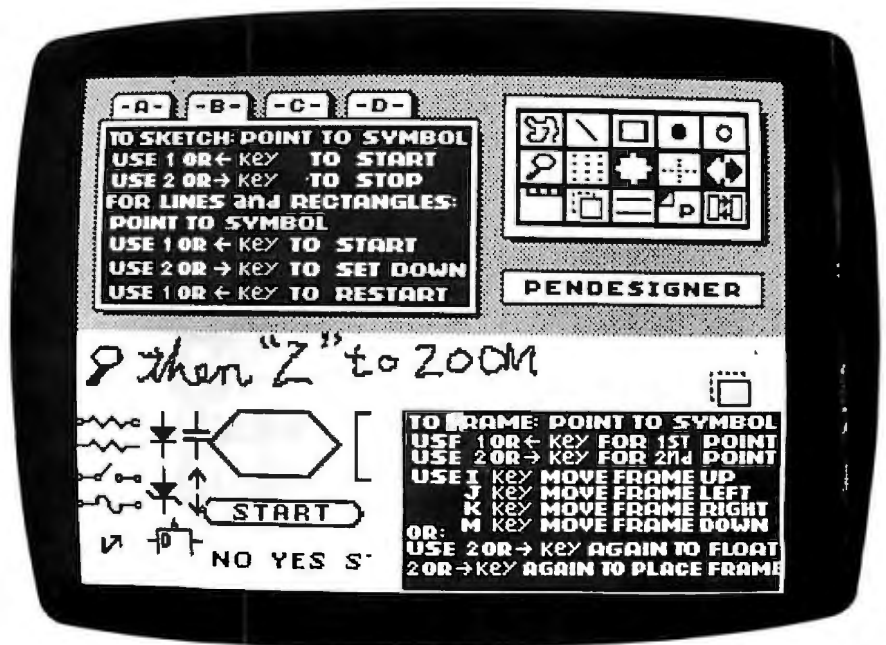 -A- -B- -C- -D-
TO SKETCH: POINT TO SYMBOL
USE 1 OR ← KEY TO START
USE 2 OR → KEY TO STOP
FOR LINES and RECTANGLES:
POINT TO SYMBOL
USE 1 OR ← KEY TO START
USE 2 OR → KEY TO SET DOWN
USE 1 OR ← KEY TO RESTART
P
PENDESIGNER
then "Z" to ZOOM
TO FRAME: POINT TO SYMBOL
USE 1 OR ← KEY FOR 1ST POINT
USE 2 OR → KEY FOR 2nd POINT
USE I KEY MOVE FRAME UP
J KEY MOVE FRAME LEFT
K KEY MOVE FRAME RIGHT
M KEY MOVE FRAME DOWN
OR:
USE 2 OR → KEY AGAIN TO FLOAT
2 OR → KEY AGAIN TO PLACE FRAME
START
D
NO YES S